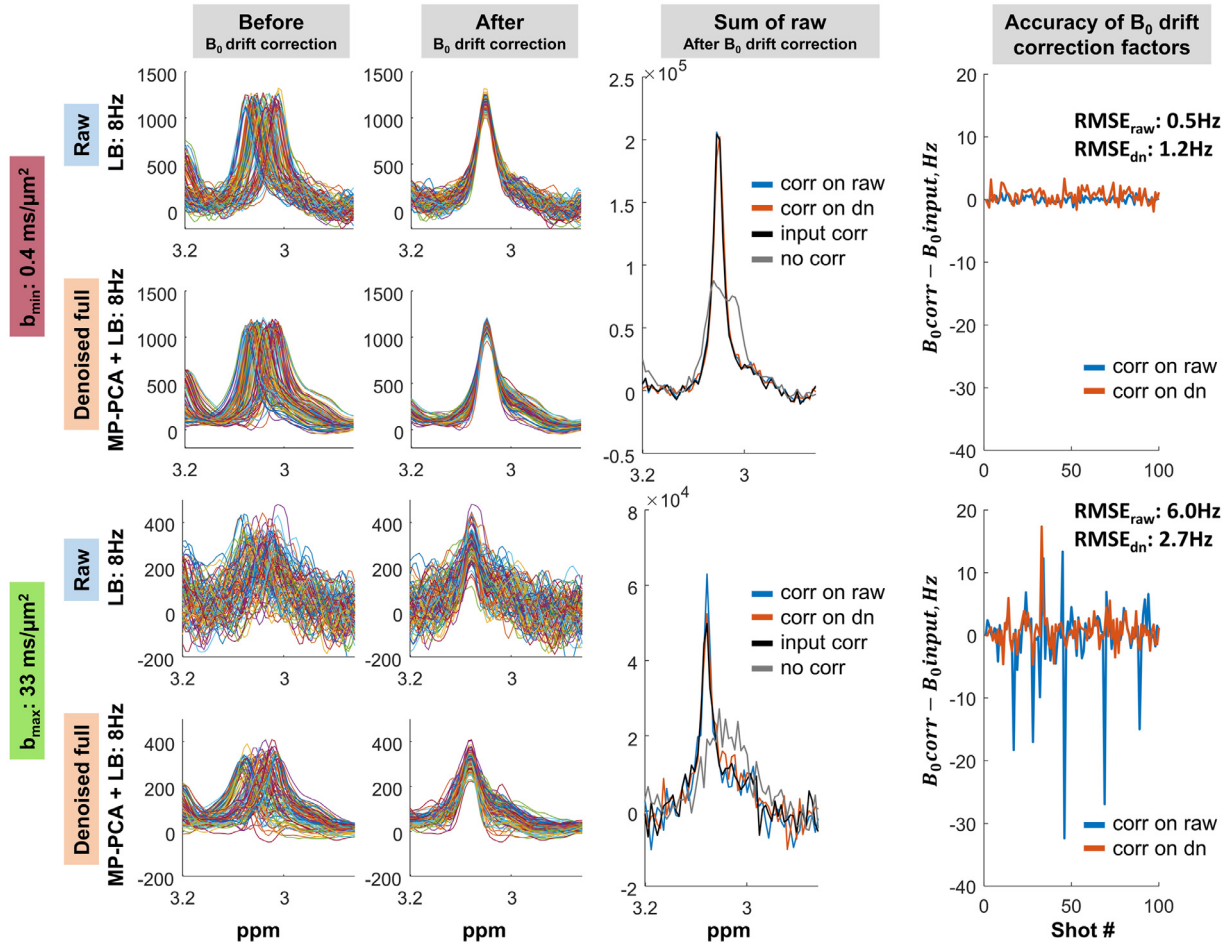 Before
B₀ drift correction
After
B₀ drift correction
Sum of raw
After B₀ drift correction
Accuracy of B₀ drift
correction factors
bmin: 0.4 ms/μm²
Raw
LB: 8Hz
1500
1000
500
0
3.2
3
1500
1000
500
0
3.2
3
Denoised full
MP-PCA + LB: 8Hz
1500
1000
500
0
3.2
3
1500
1000
500
0
3.2
3
×10⁵
2.5
2
1.5
1
0.5
0
-0.5
3.2
3
corr on raw
corr on dn
input corr
no corr
B₀corr − B₀input, Hz
20
10
0
-10
-20
-30
-40
0
50
100
RMSEraw: 0.5Hz
RMSEdn: 1.2Hz
corr on raw
corr on dn
bmax: 33 ms/μm²
Raw
LB: 8Hz
400
200
0
-200
3.2
3
400
200
0
-200
3.2
3
Denoised full
MP-PCA + LB: 8Hz
400
200
0
-200
3.2
3
ppm
400
200
0
-200
3.2
3
ppm
×10⁴
8
6
4
2
0
-2
3.2
3
ppm
corr on raw
corr on dn
input corr
no corr
B₀corr − B₀input, Hz
20
10
0
-10
-20
-30
-40
0
50
100
Shot #
RMSEraw: 6.0Hz
RMSEdn: 2.7Hz
corr on raw
corr on dn